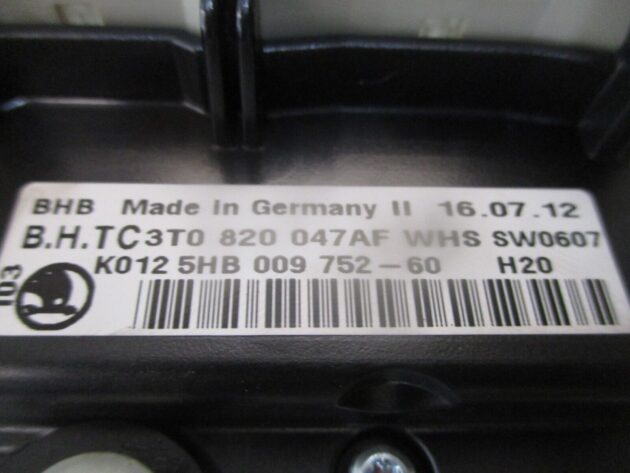 BHB Made In Germany II 16.07.12
B.H.TC 3T0 820 047AF WHS SW0607
K012 5HB 009 752-60 H20
103